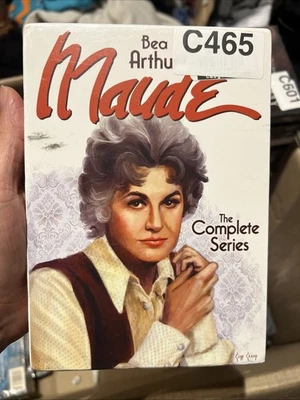 Bea
Arthu
C465
Maude
The
Complete
Series
C601